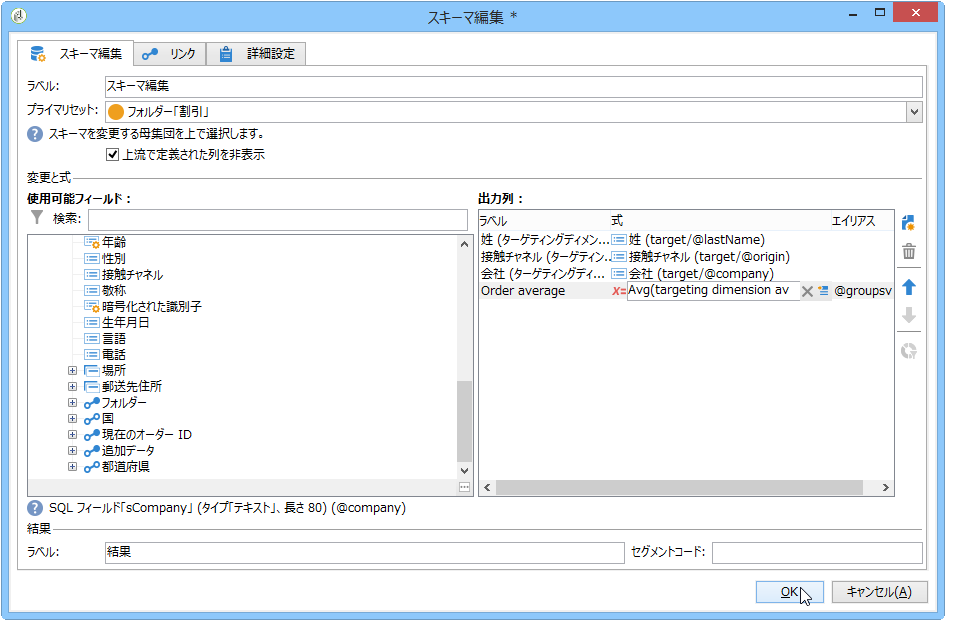 スキーマ編集 *
スキーマ編集 リンク 詳細設定
ラベル: スキーマ編集
プライマリセット: フォルダー「割引」
スキーマを変更する母集団を上で選択します。
上流で定義された列を非表示
変更と式
使用可能フィールド :
検索:
年齢
性別
接触チャネル
敬称
暗号化された識別子
生年月日
言語
電話
場所
郵送先住所
フォルダー
国
現在のオーダー ID
追加データ
都道府県
出力列 :
ラベル 式 エイリアス
姓 (ターゲティングディメン... 姓 (target/@lastName)
接触チャネル (ターゲティン... 接触チャネル (target/@origin)
会社 (ターゲティングディ... 会社 (target/@company)
Order average Avg(targeting dimension av @groupsv
SQL フィールド「sCompany」 (タイプ「テキスト」、長さ 80) (@company)
結果
ラベル: 結果 セグメントコード:
OK キャンセル(A)